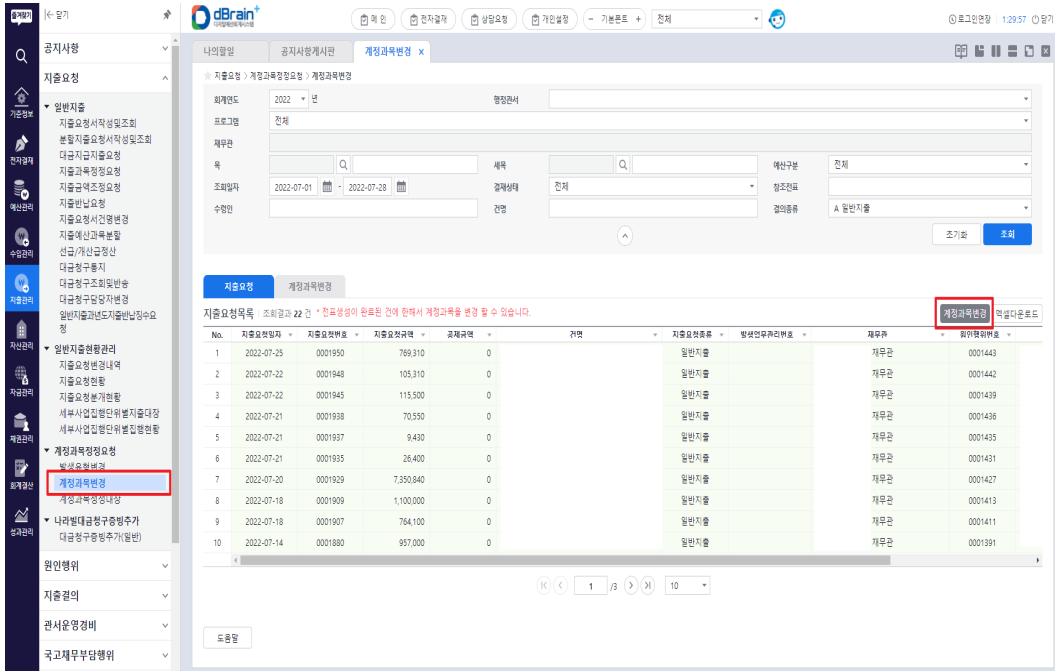 즐겨찾기 |← 닫기 dBrain+ 메 인 전자결재 상담요청 개인설정 − 기본폰트 + 전체 로그인연장 | 1:29:57 닫기
디지털예산회계시스템
공지사항 나의할일 공지사항게시판 계정과목변경 x
지출요청 지출요청 > 계정과목정정요청 > 계정과목변경
기준정보
전자결재
예산관리
수입관리
지출관리
자산관리
자금관리
채권관리
회계결산
성과관리
▼ 일반지출
지출요청서작성및조회
분할지출요청서작성및조회
대금지급지출요청
지출과목정정요청
지출금액조정요청
지출반납요청
지출요청서건명변경
지출예산과목분할
선급/개산급정산
대금청구통지
대금청구조회및반송
대금청구담당자변경
일반지출과년도지출반납징수요
청
▼ 일반지출현황관리
지출요청변경내역
지출요청현황
지출요청분개현황
세부사업집행단위별지출대장
세부사업집행단위별집행현황
▼ 계정과목정정요청
발생유형변경
계정과목변경
계정과목정정대상
▼ 나라빌대금청구증빙추가
대금청구증빙추가(일반)
원인행위
지출결의
관서운영경비
국고채무부담행위
회계연도 2022 년 행정관서
프로그램 전체
재무관
목 세목 예산구분 전체
조회일자 2022-07-01 - 2022-07-28 결재상태 전체 참조전표
수령인 건명 결의종류 A 일반지출
초기화 조회
지출요청 계정과목변경
지출요청목록 | 조회결과 22 건 * 전표생성이 완료된 건에 한해서 계정과목을 변경 할 수 있습니다. 계정과목변경 엑셀다운로드
No. 지출요청일자 지출요청번호 지출요청금액 공제금액 건명 지출요청종류 발생업무관리번호 재무관 원인행위번호
1 2022-07-25 0001950 769,310 0 일반지출 재무관 0001443
2 2022-07-22 0001948 105,310 0 일반지출 재무관 0001442
3 2022-07-22 0001945 115,500 0 일반지출 재무관 0001439
4 2022-07-21 0001938 70,550 0 일반지출 재무관 0001436
5 2022-07-21 0001937 9,430 0 일반지출 재무관 0001435
6 2022-07-21 0001935 26,400 0 일반지출 재무관 0001431
7 2022-07-20 0001929 7,350,840 0 일반지출 재무관 0001427
8 2022-07-18 0001909 1,100,000 0 일반지출 재무관 0001413
9 2022-07-18 0001907 764,100 0 일반지출 재무관 0001411
10 2022-07-14 0001880 957,000 0 일반지출 재무관 0001391
1 /3 10
도움말